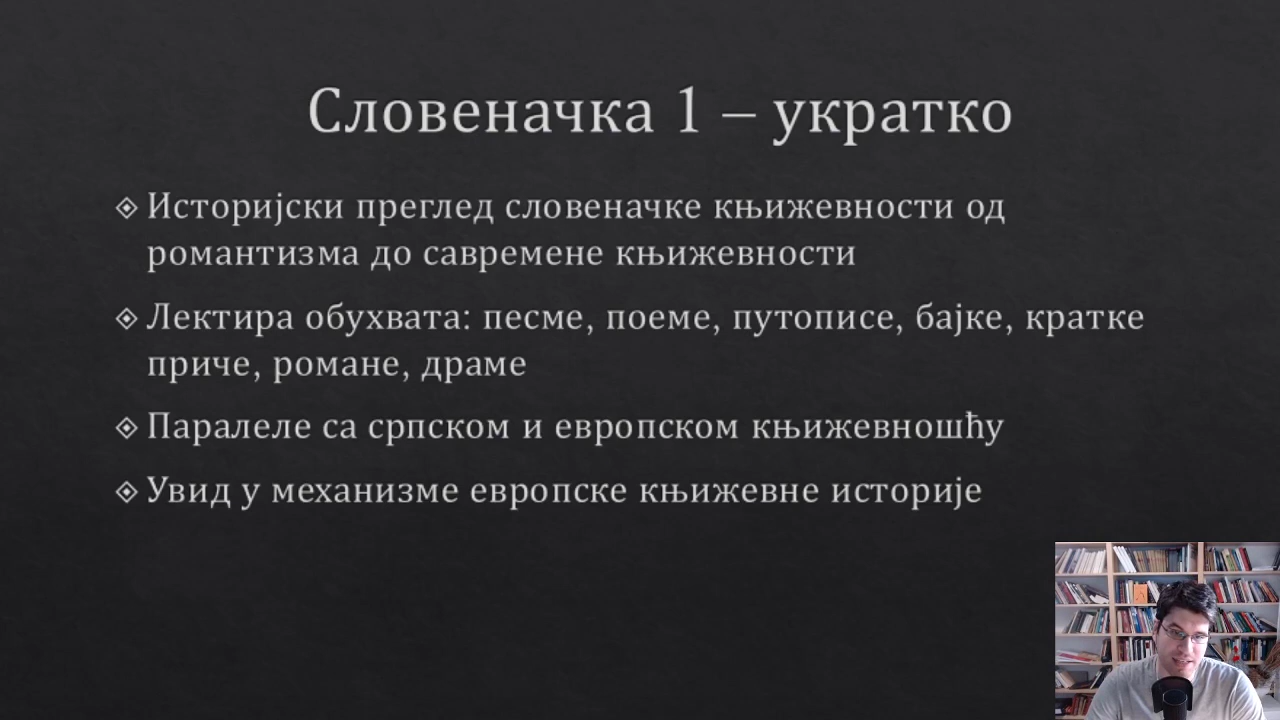 Словеначка 1 – укратко
Историјски преглед словеначке књижевности од
романтизма до савремене књижевности
Лектира обухвата: песме, поеме, путописе, бајке, кратке
приче, романе, драме
Паралеле са српском и европском књижевношћу
Увид у механизме европске књижевне историје